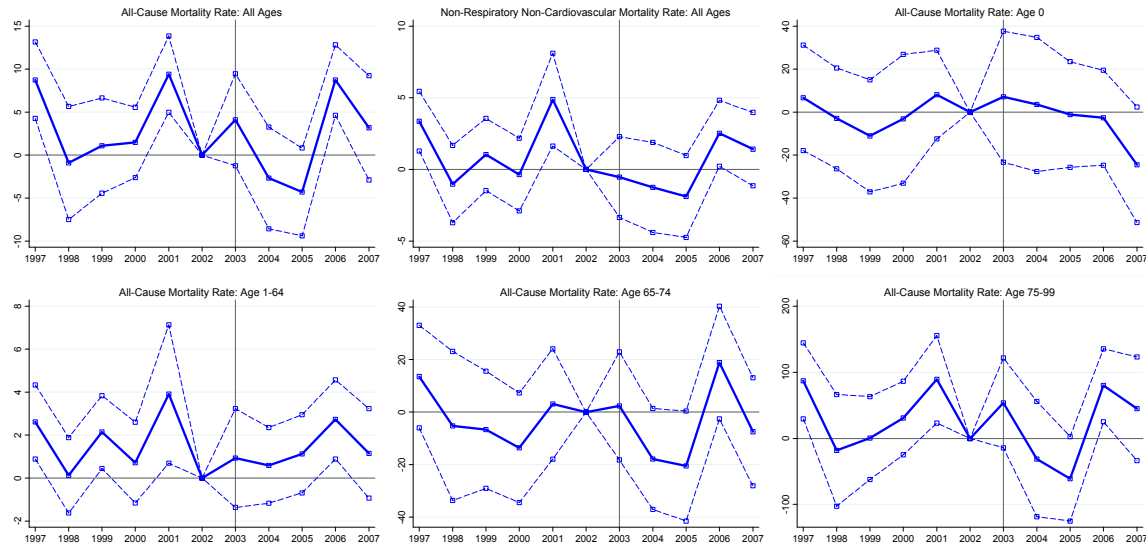 All-Cause Mortality Rate: All Ages
15
10
5
0
-5
-10
1997 1998 1999 2000 2001 2002 2003 2004 2005 2006 2007
Non-Respiratory Non-Cardiovascular Mortality Rate: All Ages
10
5
0
-5
1997 1998 1999 2000 2001 2002 2003 2004 2005 2006 2007
All-Cause Mortality Rate: Age 0
40
20
0
-20
-40
-60
1997 1998 1999 2000 2001 2002 2003 2004 2005 2006 2007
All-Cause Mortality Rate: Age 1-64
8
6
4
2
0
-2
1997 1998 1999 2000 2001 2002 2003 2004 2005 2006 2007
All-Cause Mortality Rate: Age 65-74
40
20
0
-20
-40
1997 1998 1999 2000 2001 2002 2003 2004 2005 2006 2007
All-Cause Mortality Rate: Age 75-99
200
100
0
-100
1997 1998 1999 2000 2001 2002 2003 2004 2005 2006 2007